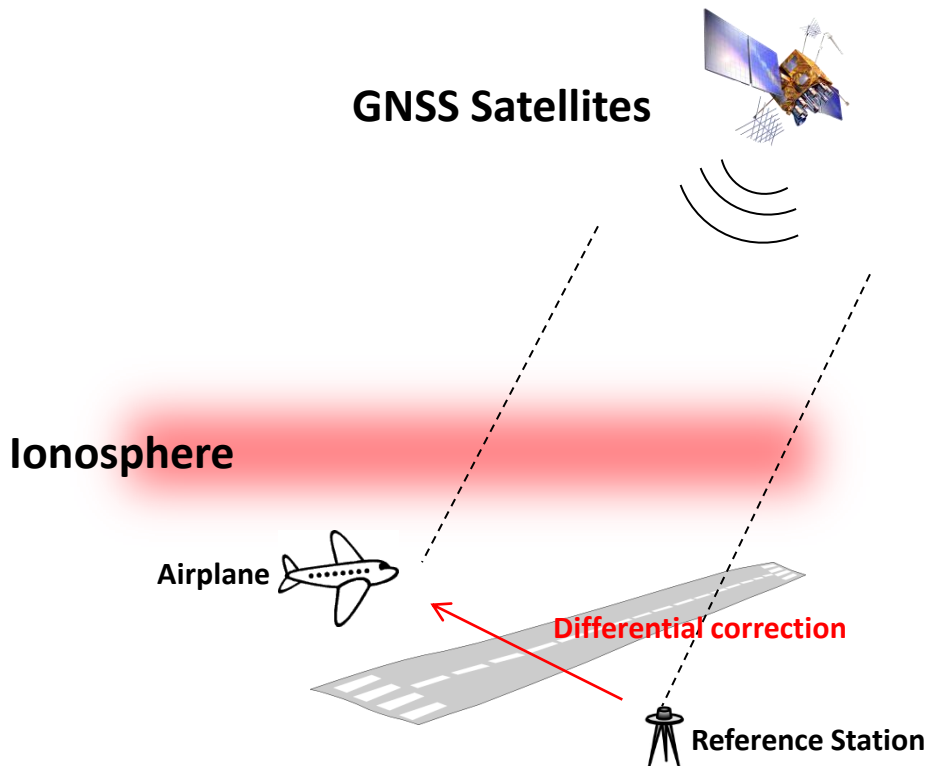 GNSS Satellites
Ionosphere
Airplane
Differential correction
Reference Station